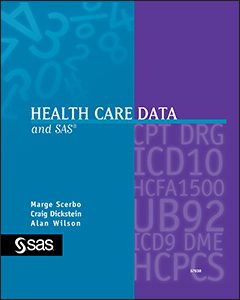 HEALTH CARE DATA
and SAS®
CPT DRG
ICD10
HCFA1500
UB92
ICD9 DME
HCPCS
Marge Scerbo
Craig Dickstein
Alan Wilson
sas